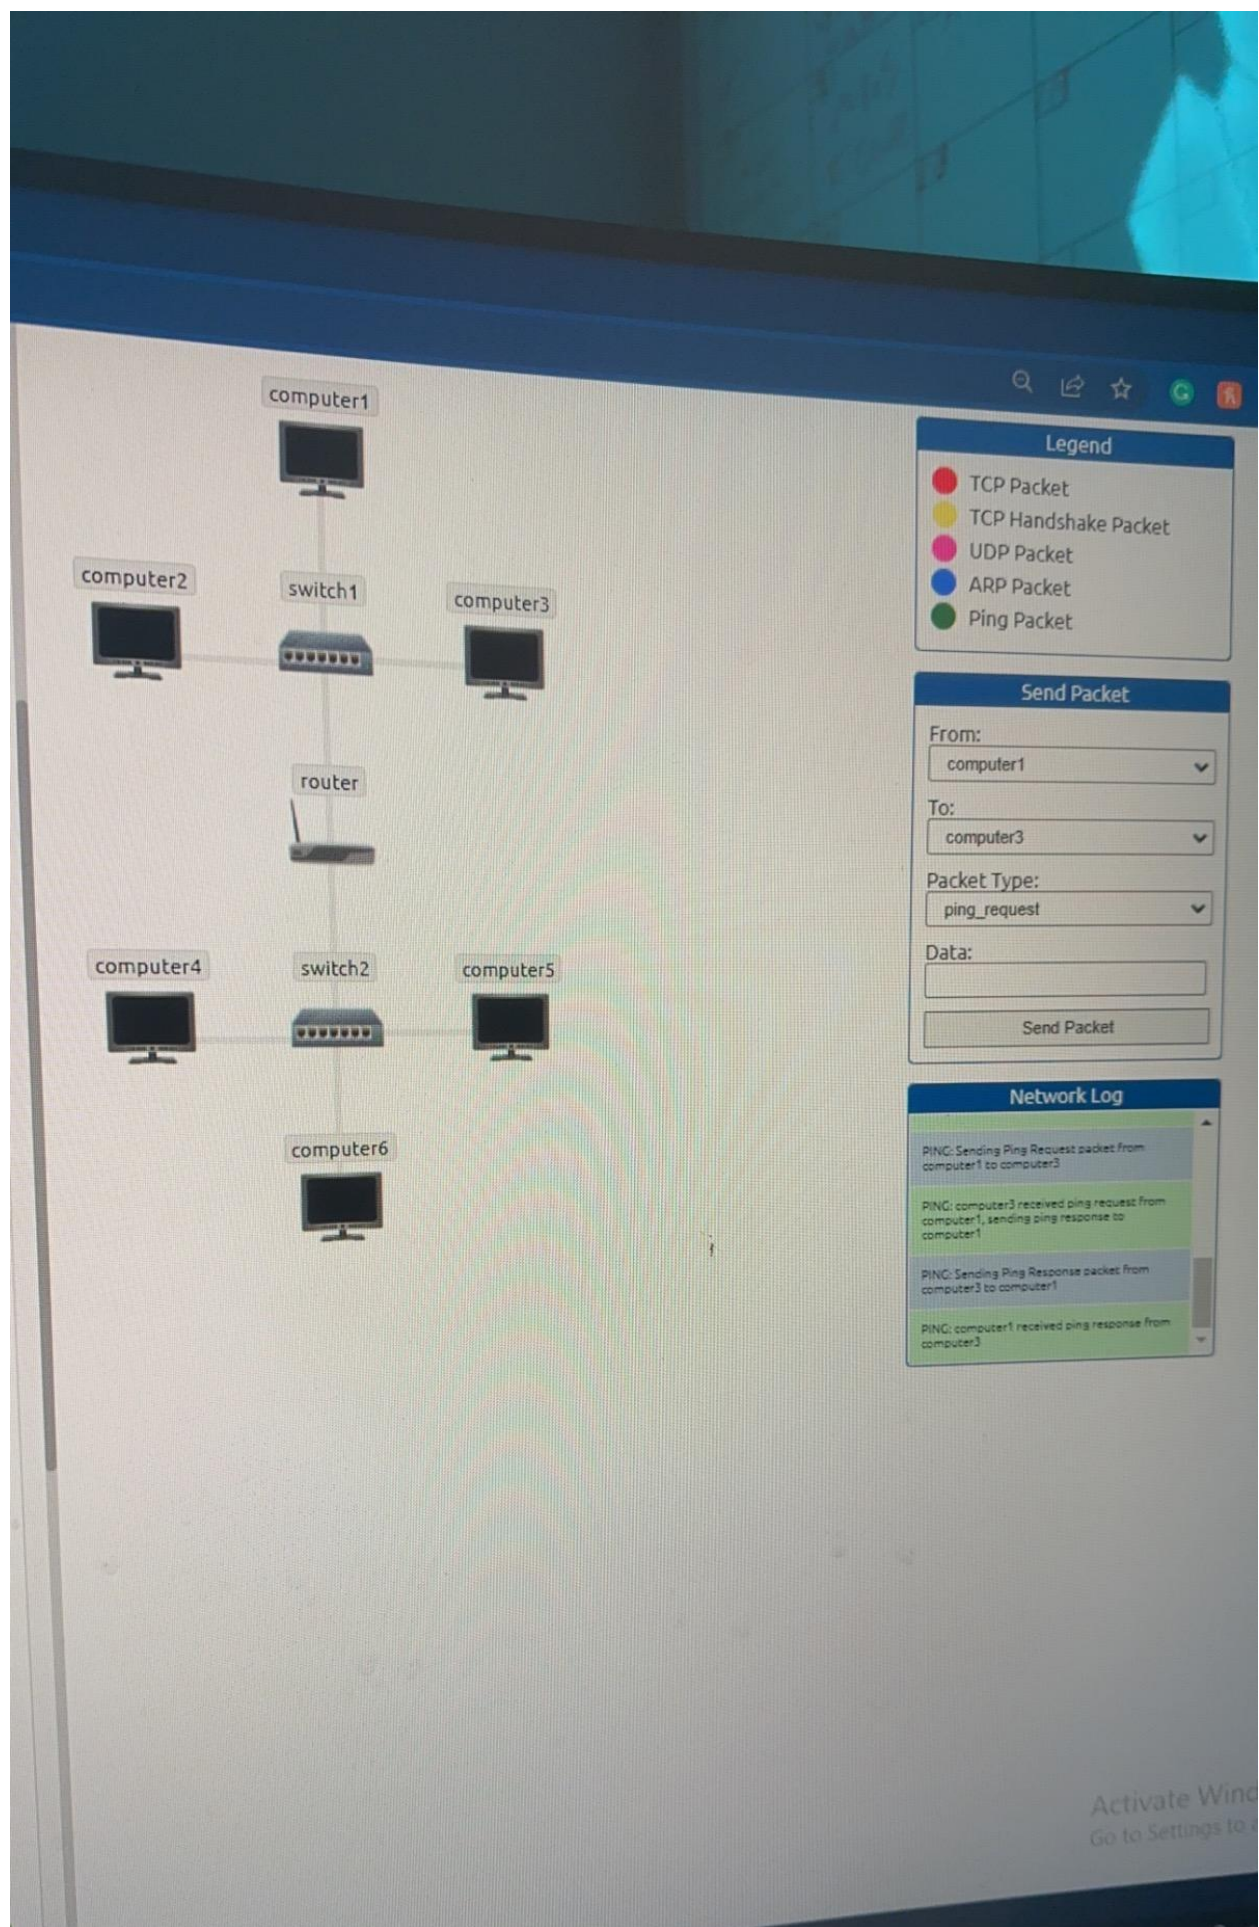 computer1
computer2
switch1
computer3
router
computer4
switch2
computer5
computer6
Legend
TCP Packet
TCP Handshake Packet
UDP Packet
ARP Packet
Ping Packet
Send Packet
From:
computer1
To:
computer3
Packet Type:
ping_request
Data:
Send Packet
Network Log
PING: Sending Ping Request packet from
computer1 to computer3
PING: computer3 received ping request from
computer1, sending ping response to
computer1
PING: Sending Ping Response packet from
computer3 to computer1
PING: computer1 received ping response from
computer3
Activate Wind
Go to Settings to a